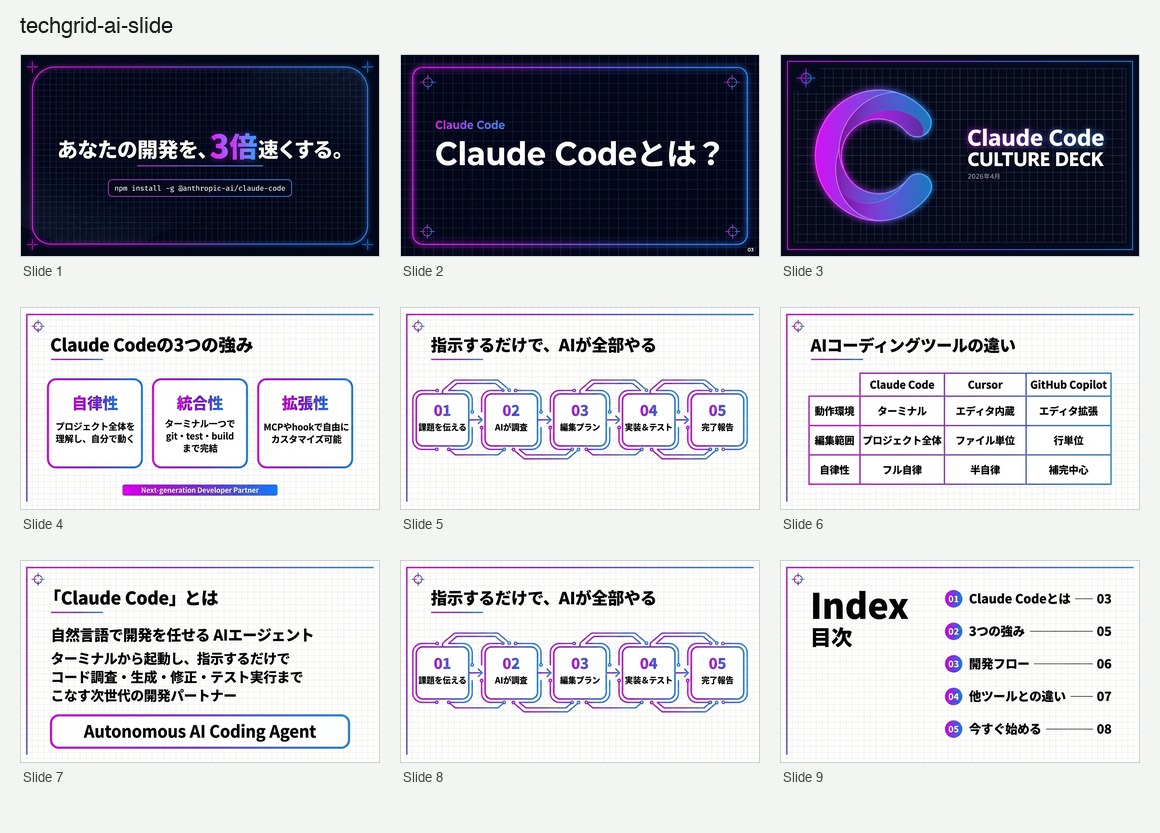 techgrid-ai-slide
あなたの開発を、3倍速くする。
npm install -g @anthropic-ai/claude-code
Slide 1
Claude Code
Claude Codeとは？
03
Slide 2
Claude Code
CULTURE DECK
2026年4月
Slide 3
Claude Codeの3つの強み
自律性
プロジェクト全体を
理解し、自分で動く
統合性
ターミナル一つで
git・test・build
まで完結
拡張性
MCPやhookで自由に
カスタマイズ可能
Next-generation Developer Partner
Slide 4
指示するだけで、AIが全部やる
01 02 03 04 05
課題を伝える AIが調査 編集プラン 実装&テスト 完了報告
Slide 5
AIコーディングツールの違い
Claude Code Cursor GitHub Copilot
動作環境 ターミナル エディタ内蔵 エディタ拡張
編集範囲 プロジェクト全体 ファイル単位 行単位
自律性 フル自律 半自律 補完中心
Slide 6
「Claude Code」とは
自然言語で開発を任せる AIエージェント
ターミナルから起動し、指示するだけで
コード調査・生成・修正・テスト実行まで
こなす次世代の開発パートナー
Autonomous AI Coding Agent
Slide 7
指示するだけで、AIが全部やる
01 02 03 04 05
課題を伝える AIが調査 編集プラン 実装&テスト 完了報告
Slide 8
Index
目次
01 Claude Codeとは 03
02 3つの強み 05
03 開発フロー 06
04 他ツールとの違い 07
05 今すぐ始める 08
Slide 9